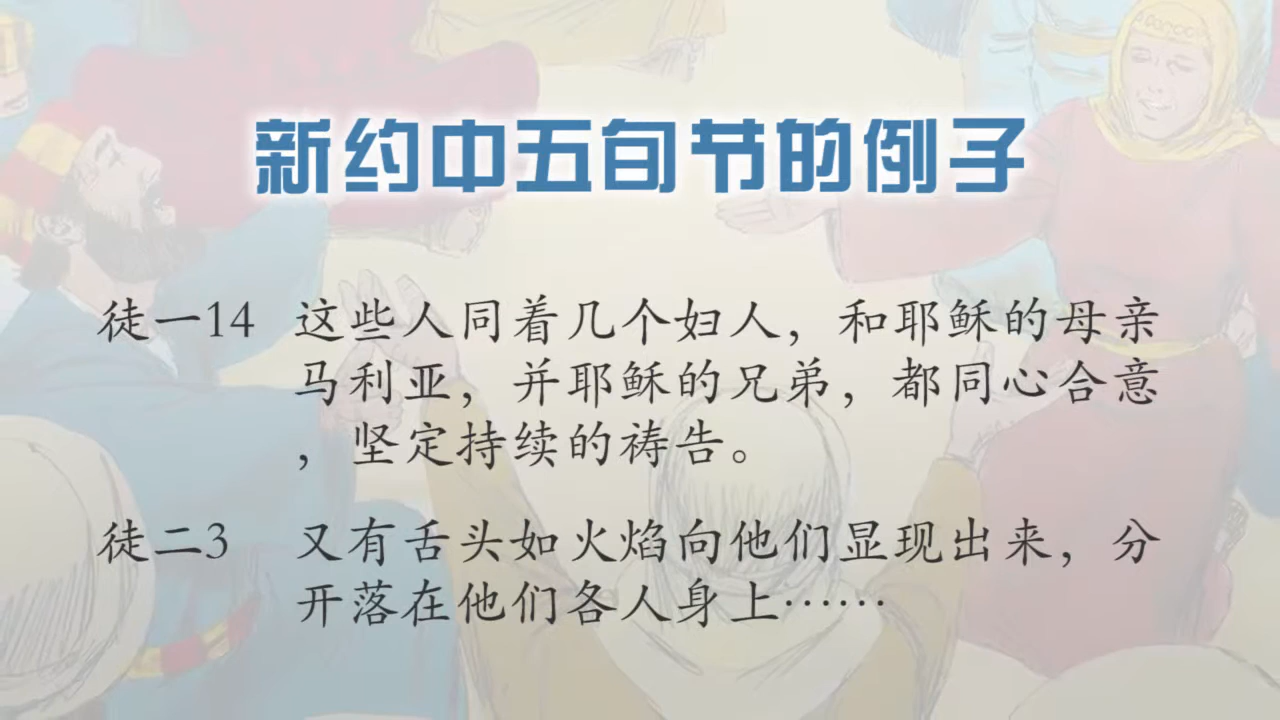 新约中五旬节的例子
徒一14 这些人同着几个妇人，和耶稣的母亲
马利亚，并耶稣的兄弟，都同心合意
，坚定持续的祷告。
徒二3 又有舌头如火焰向他们显现出来，分
开落在他们各人身上……